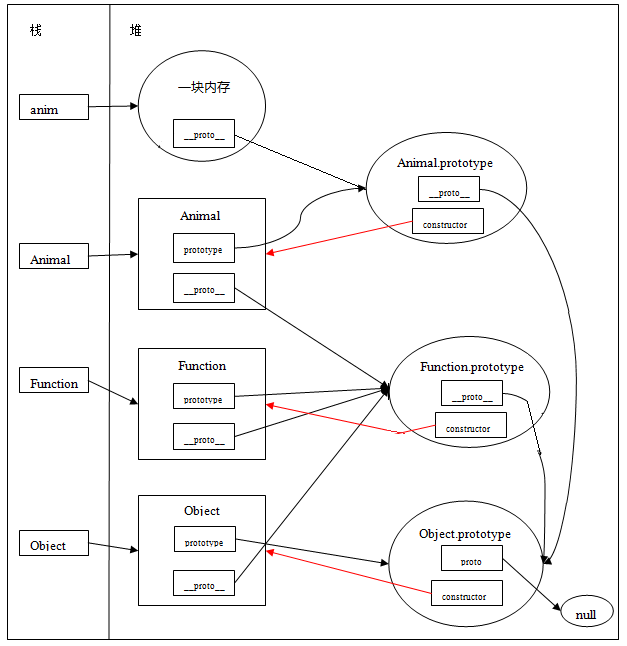 栈
堆
anim
一块内存
__proto__
Animal.prototype
__proto__
constructor
Animal
Animal
prototype
__proto__
Function
Function
prototype
__proto__
Function.prototype
__proto__
constructor
Object
Object
prototype
__proto__
Object.prototype
proto
constructor
null